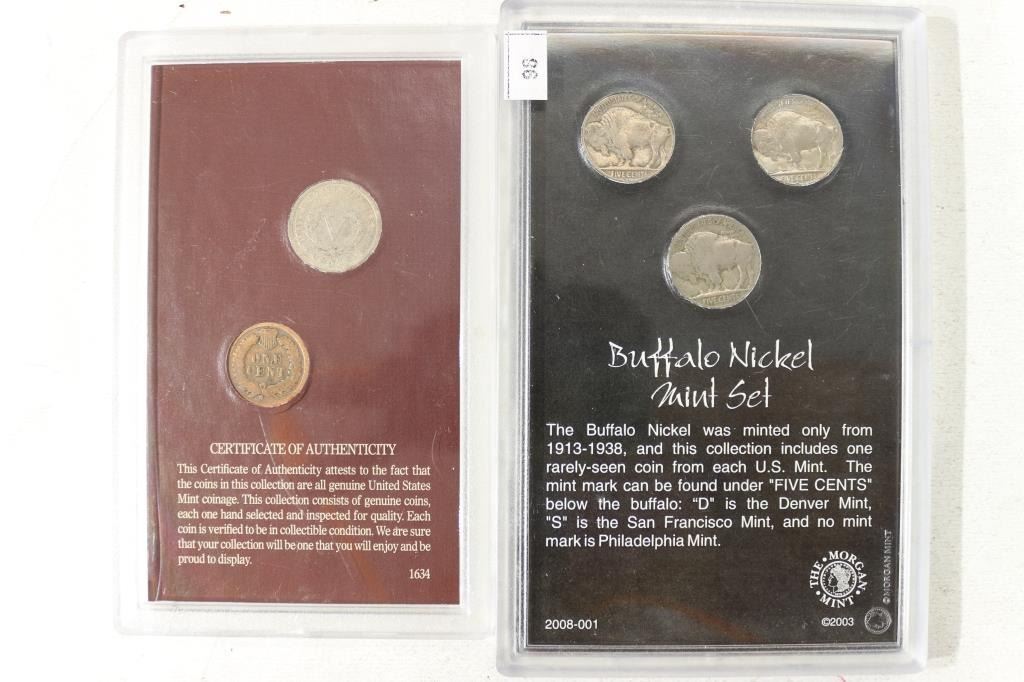 98
V
ONE
CENT
CERTIFICATE OF AUTHENTICITY
This Certificate of Authenticity attests to the fact that
the coins in this collection are all genuine United States
Mint coinage. This collection consists of genuine coins,
each one hand selected and inspected for quality. Each
coin is verified to be in collectible condition. We are sure
that your collection will be one that you will enjoy and be
proud to display.
1634
FIVE CENTS
FIVE CENTS
FIVE CENTS
Buffalo Nickel
Mint Set
The Buffalo Nickel was minted only from
1913-1938, and this collection includes one
rarely-seen coin from each U.S. Mint. The
mint mark can be found under "FIVE CENTS"
below the buffalo: "D" is the Denver Mint,
"S" is the San Francisco Mint, and no mint
mark is Philadelphia Mint.
THE MORGAN
MINT
©MORGAN MINT
2008-001
©2003